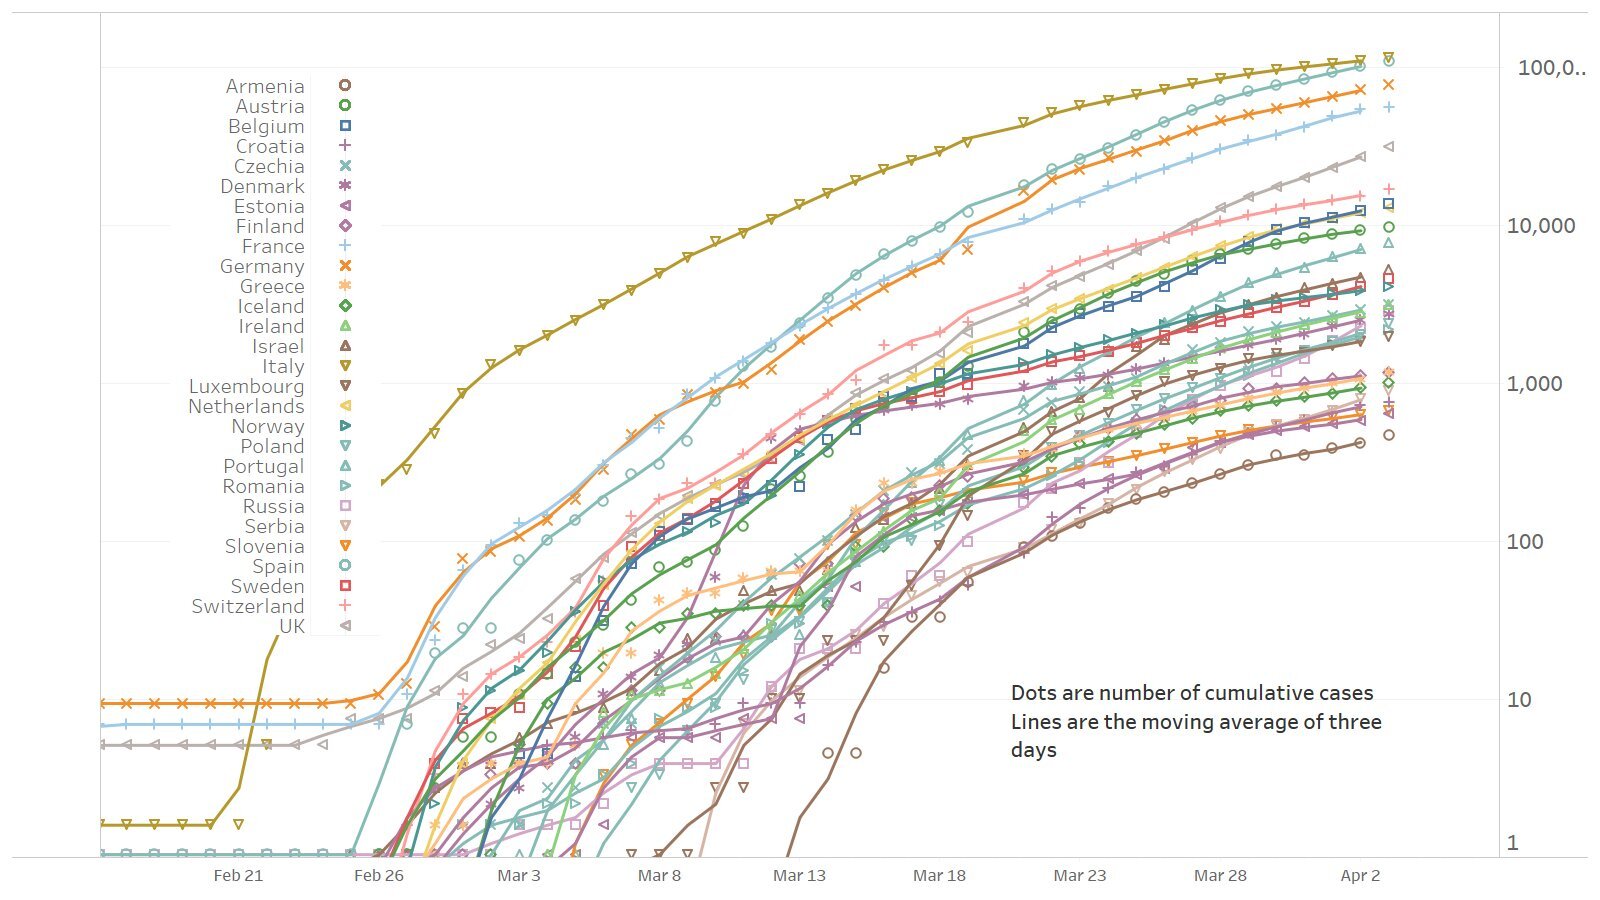 100,0..
Armenia
Austria
Belgium
Croatia
Czechia
Denmark
Estonia
Finland
France
Germany
Greece
Iceland
Ireland
Israel
Italy
Luxembourg
Netherlands
Norway
Poland
Portugal
Romania
Russia
Serbia
Slovenia
Spain
Sweden
Switzerland
UK
10,000
1,000
100
10
1
Dots are number of cumulative cases
Lines are the moving average of three
days
Feb 21 Feb 26 Mar 3 Mar 8 Mar 13 Mar 18 Mar 23 Mar 28 Apr 2